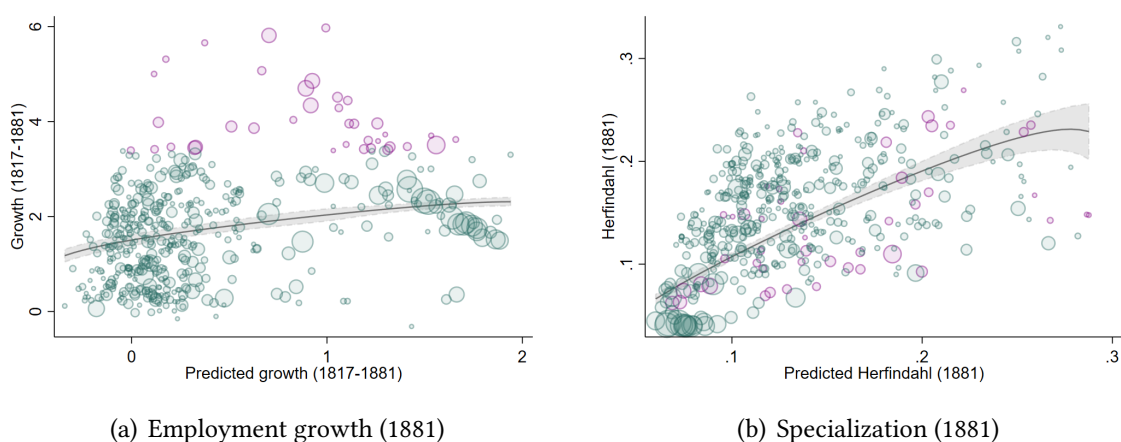 6
4
2
0
Growth (1817-1881)
0
1
2
Predicted growth (1817-1881)
(a) Employment growth (1881)
.3
.2
.1
Herfindahl (1881)
.1
.2
.3
Predicted Herfindahl (1881)
(b) Specialization (1881)